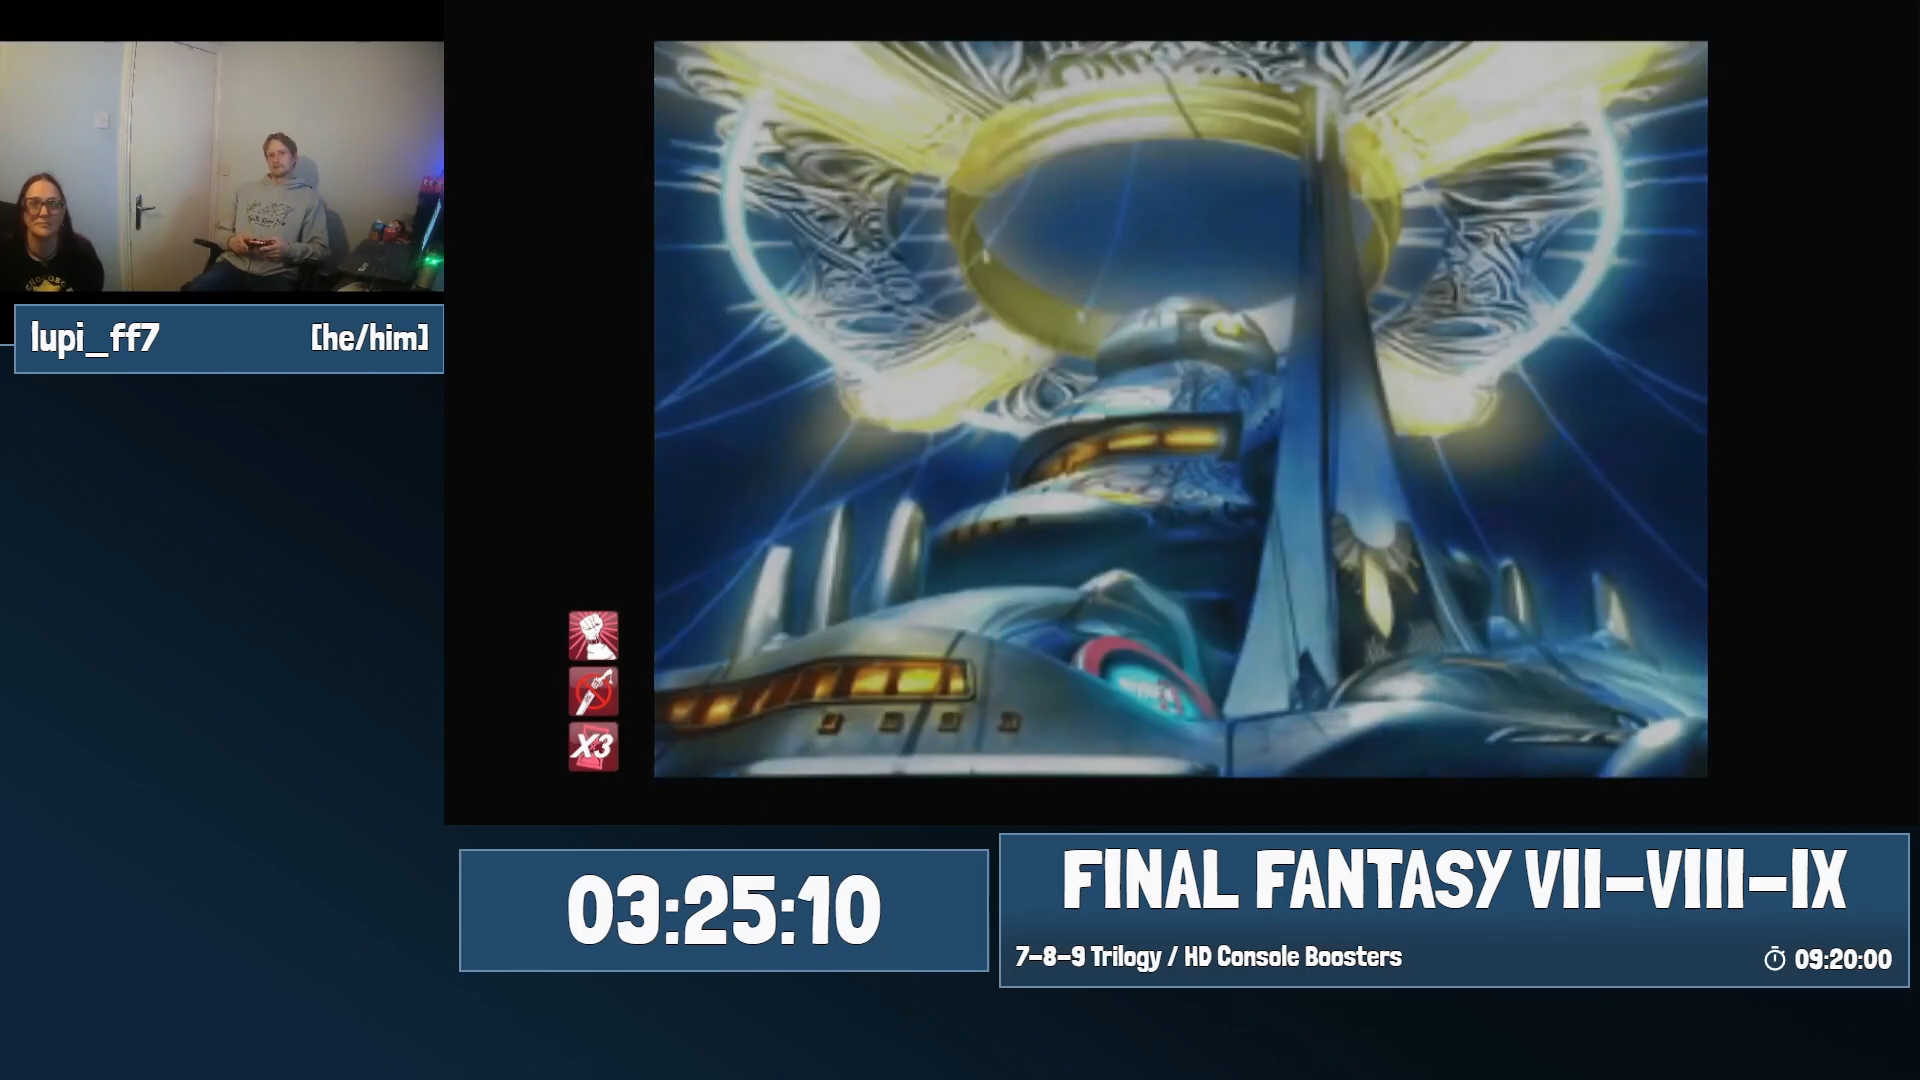 lupi_ff7 [he/him]
X3
03:25:10
FINAL FANTASY VII-VIII-IX
7-8-9 Trilogy / HD Console Boosters
09:20:00